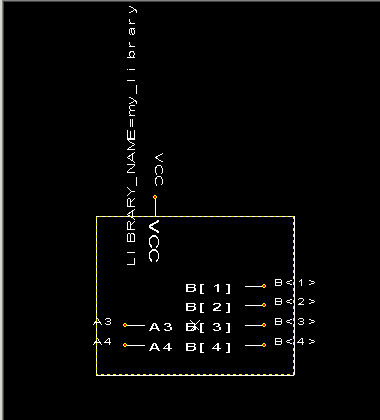 LIBRARY_NAME=my_library
VCC
VCC
B[1] B<1>
B[2] B<2>
A3 A3 B[3] B<3>
A4 A4 B[4] B<4>